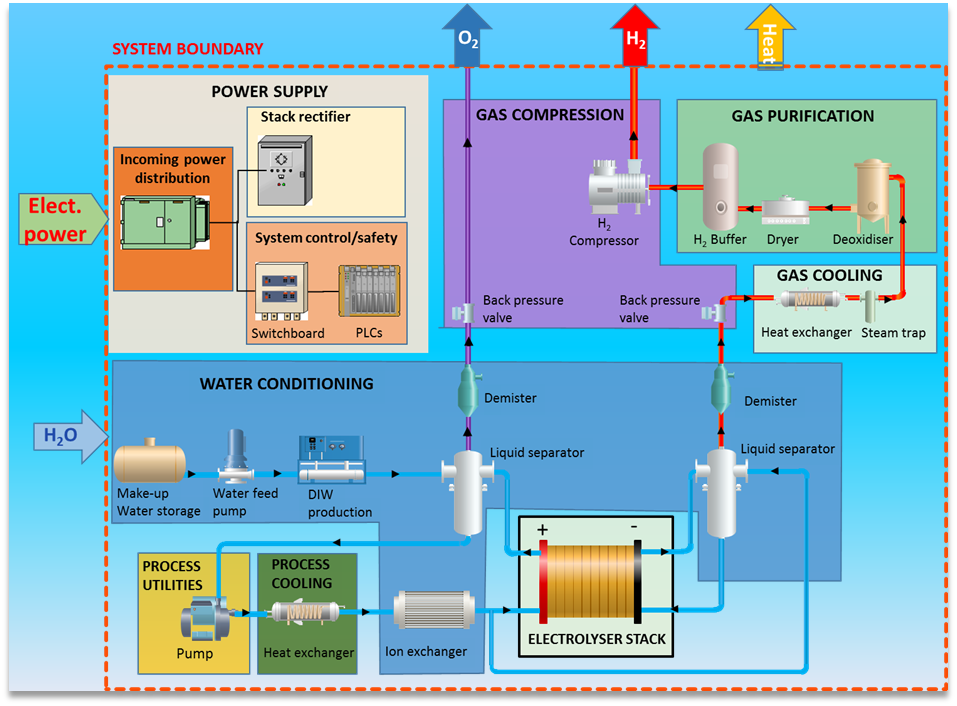 O2
H2
Heat
SYSTEM BOUNDARY
POWER SUPPLY
Stack rectifier
Incoming power
distribution
Elect.
power
System control/safety
Switchboard
PLCs
GAS COMPRESSION
H2
Compressor
Back pressure
valve
Back pressure
valve
GAS PURIFICATION
H2 Buffer
Dryer
Deoxidiser
GAS COOLING
Heat exchanger
Steam trap
WATER CONDITIONING
Demister
Demister
H2O
Liquid separator
Liquid separator
Make-up
Water storage
Water feed
pump
DIW
production
+
-
ELECTROLYSER STACK
PROCESS
UTILITIES
Pump
PROCESS
COOLING
Heat exchanger
Ion exchanger